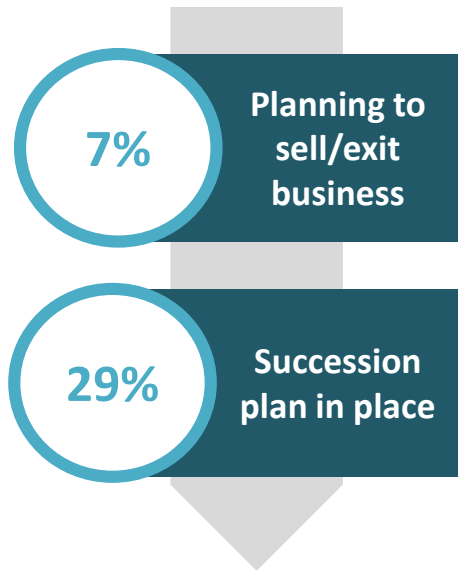 7%
Planning to
sell/exit
business
29%
Succession
plan in place